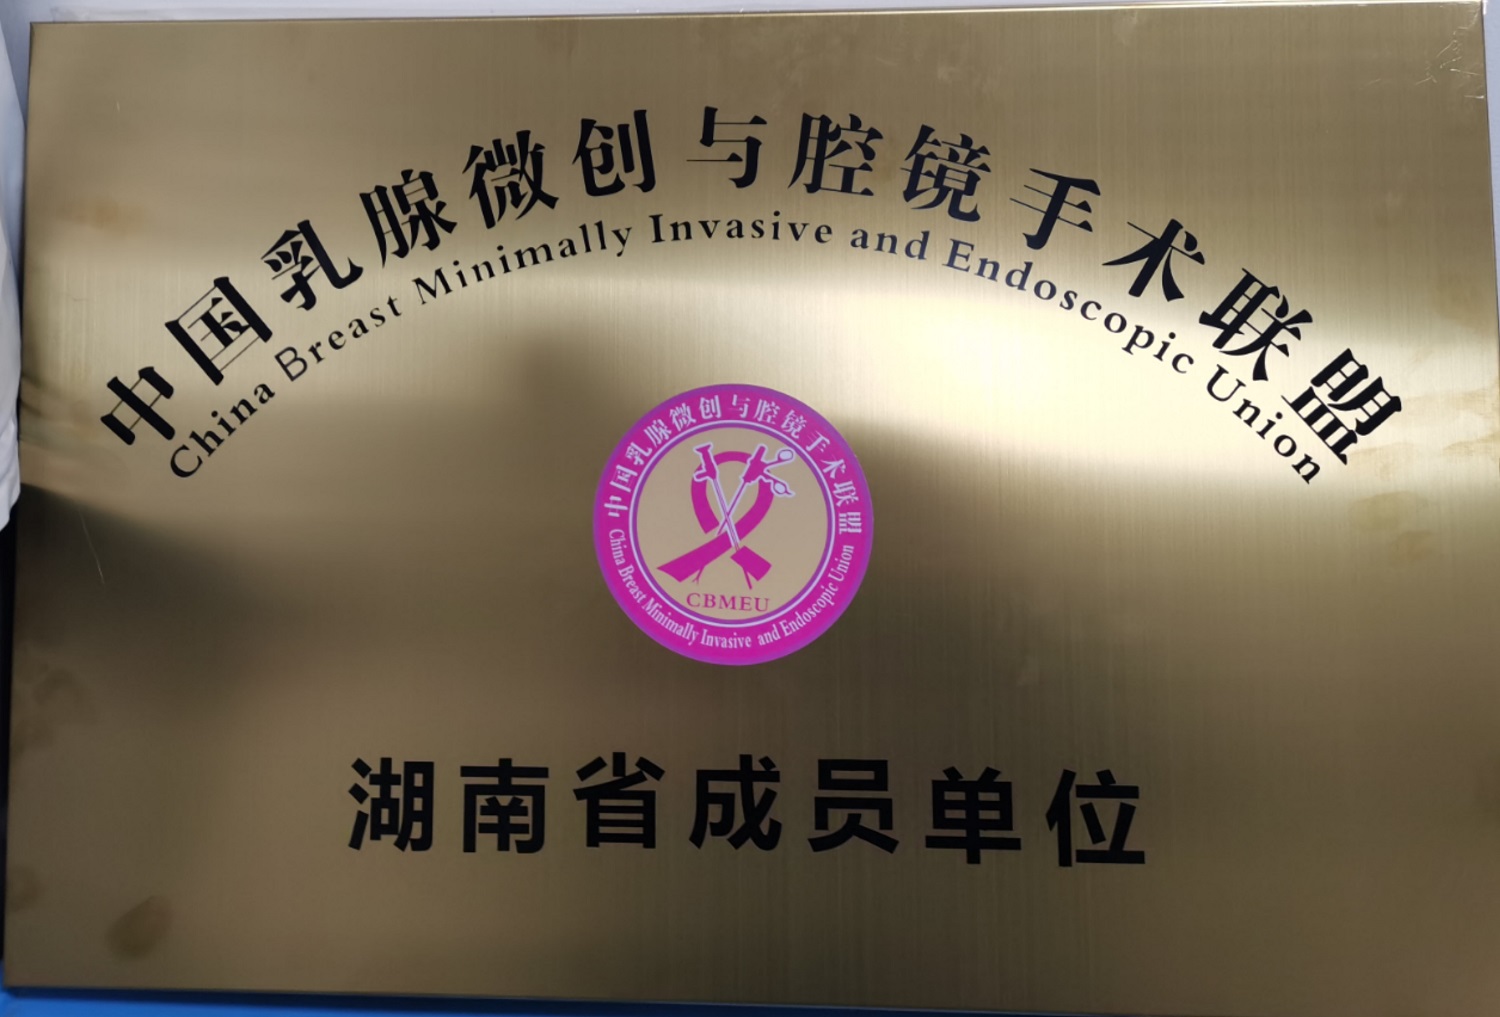 中国乳腺微创与腔镜手术联盟
China Breast Minimally Invasive and Endoscopic Union
中国乳腺微创与腔镜手术联盟
CBMEU
China Breast Minimally Invasive and Endoscopic Union
湖南省成员单位